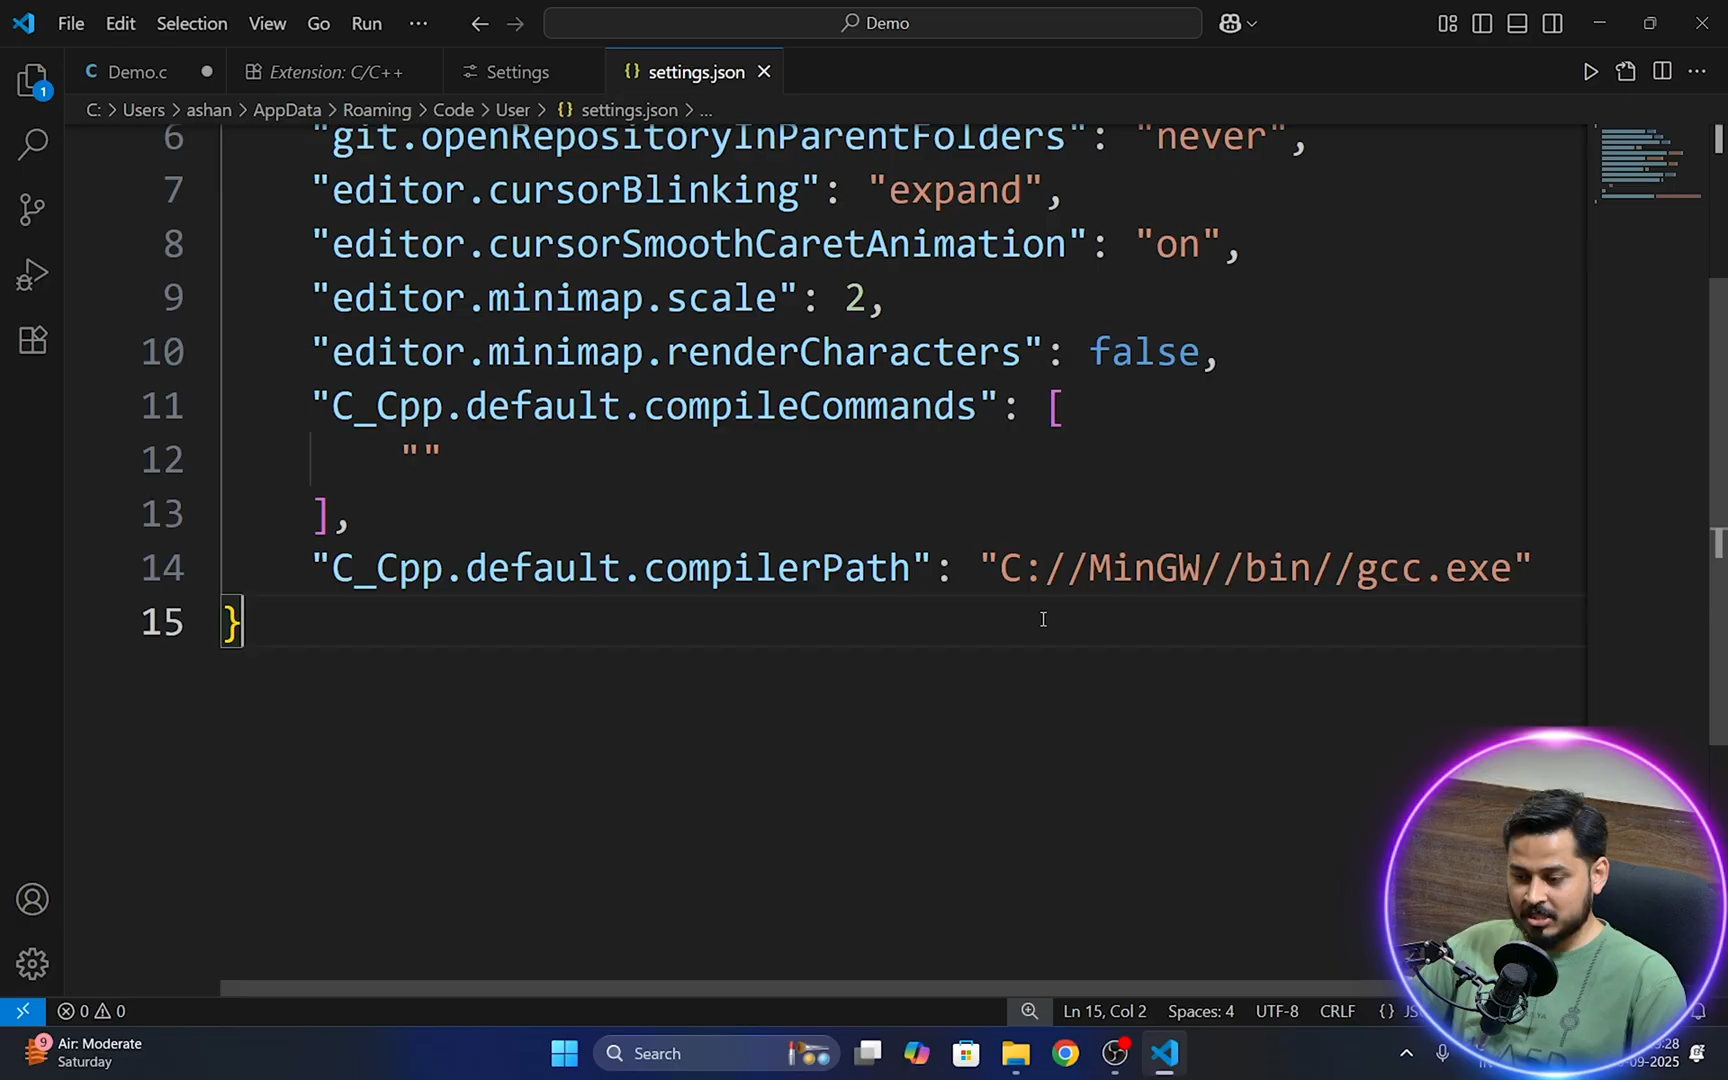 File Edit Selection View Go Run ··· Demo
Demo.c Extension: C/C++ Settings settings.json
C: > Users > ashan > AppData > Roaming > Code > User > {} settings.json > ...
6 "git.openRepositoryInParentFolders": "never",
7 "editor.cursorBlinking": "expand",
8 "editor.cursorSmoothCaretAnimation": "on",
9 "editor.minimap.scale": 2,
10 "editor.minimap.renderCharacters": false,
11 "C_Cpp.default.compileCommands": [
12 ""
13 ],
14 "C_Cpp.default.compilerPath": "C://MinGW//bin//gcc.exe"
15 }
0 0 Ln 15, Col 2 Spaces: 4 UTF-8 CRLF {}
9 Air: Moderate
Saturday
Search